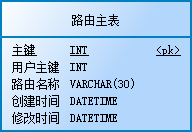 路由主表
主键 INT <pk>
用户主键 INT
路由名称 VARCHAR(30)
创建时间 DATETIME
修改时间 DATETIME